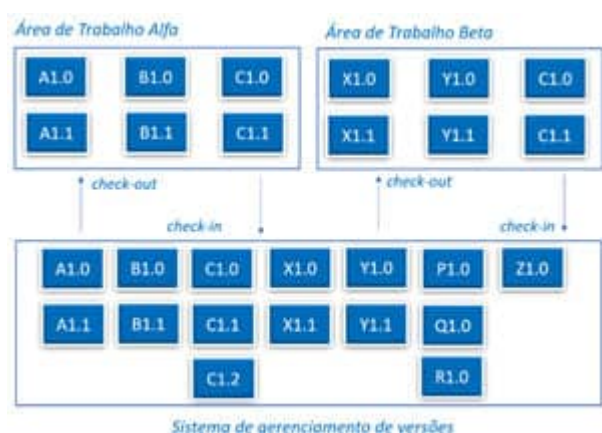 Área de Trabalho Alfa
Área de Trabalho Beta
A1.0 B1.0 C1.0
X1.0 Y1.0 C1.0
A1.1 B1.1 C1.1
X1.1 Y1.1 C1.1
check-out
check-in
check-out
check-in
A1.0 B1.0 C1.0 X1.0 Y1.0 P1.0 Z1.0
A1.1 B1.1 C1.1 X1.1 Y1.1 Q1.0
C1.2 R1.0
Sistema de gerenciamento de versões